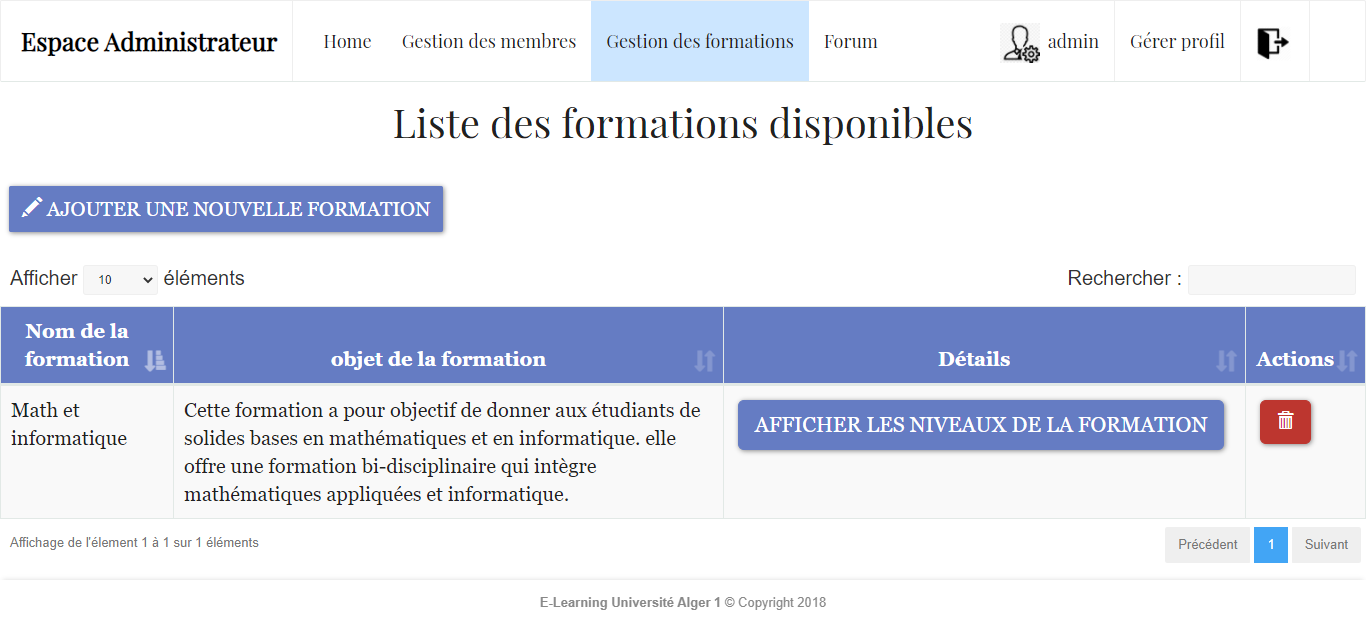 Espace Administrateur
Home
Gestion des membres
Gestion des formations
Forum
admin
Gérer profil
Liste des formations disponibles
AJOUTER UNE NOUVELLE FORMATION
Afficher 10 éléments
Rechercher :
Nom de la
formation
objet de la formation
Détails
Actions
Math et
informatique
Cette formation a pour objectif de donner aux étudiants de
solides bases en mathématiques et en informatique. elle
offre une formation bi-disciplinaire qui intègre
mathématiques appliquées et informatique.
AFFICHER LES NIVEAUX DE LA FORMATION
Affichage de l'élement 1 à 1 sur 1 éléments
Précédent
1
Suivant
E-Learning Université Alger 1 © Copyright 2018